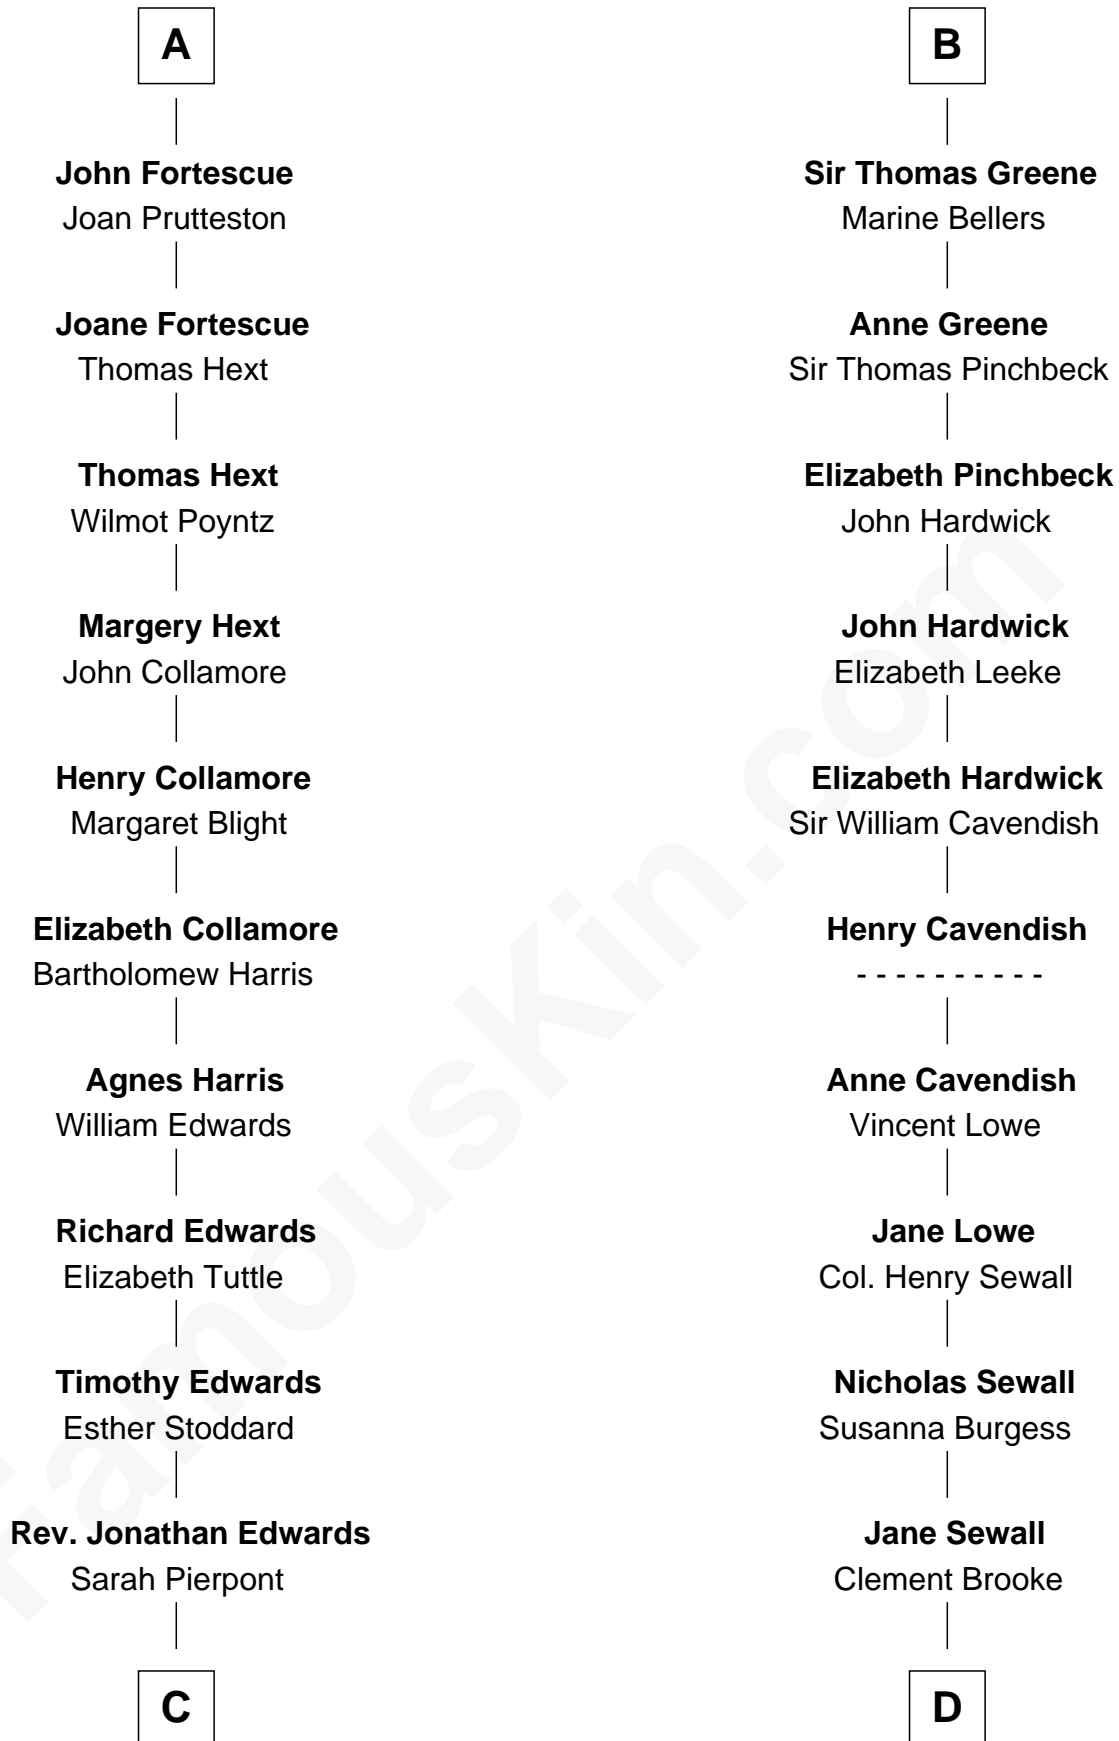 A
John Fortescue
Joan Prutteston
Joane Fortescue
Thomas Hext
Thomas Hext
Wilmot Poyntz
Margery Hext
John Collamore
Henry Collamore
Margaret Blight
Elizabeth Collamore
Bartholomew Harris
Agnes Harris
William Edwards
Richard Edwards
Elizabeth Tuttle
Timothy Edwards
Esther Stoddard
Rev. Jonathan Edwards
Sarah Pierpont
C
B
Sir Thomas Greene
Marine Bellers
Anne Greene
Sir Thomas Pinchbeck
Elizabeth Pinchbeck
John Hardwick
John Hardwick
Elizabeth Leeke
Elizabeth Hardwick
Sir William Cavendish
Henry Cavendish
- - - - - - - - - -
Anne Cavendish
Vincent Lowe
Jane Lowe
Col. Henry Sewall
Nicholas Sewall
Susanna Burgess
Jane Sewall
Clement Brooke
D
FamousKin.com